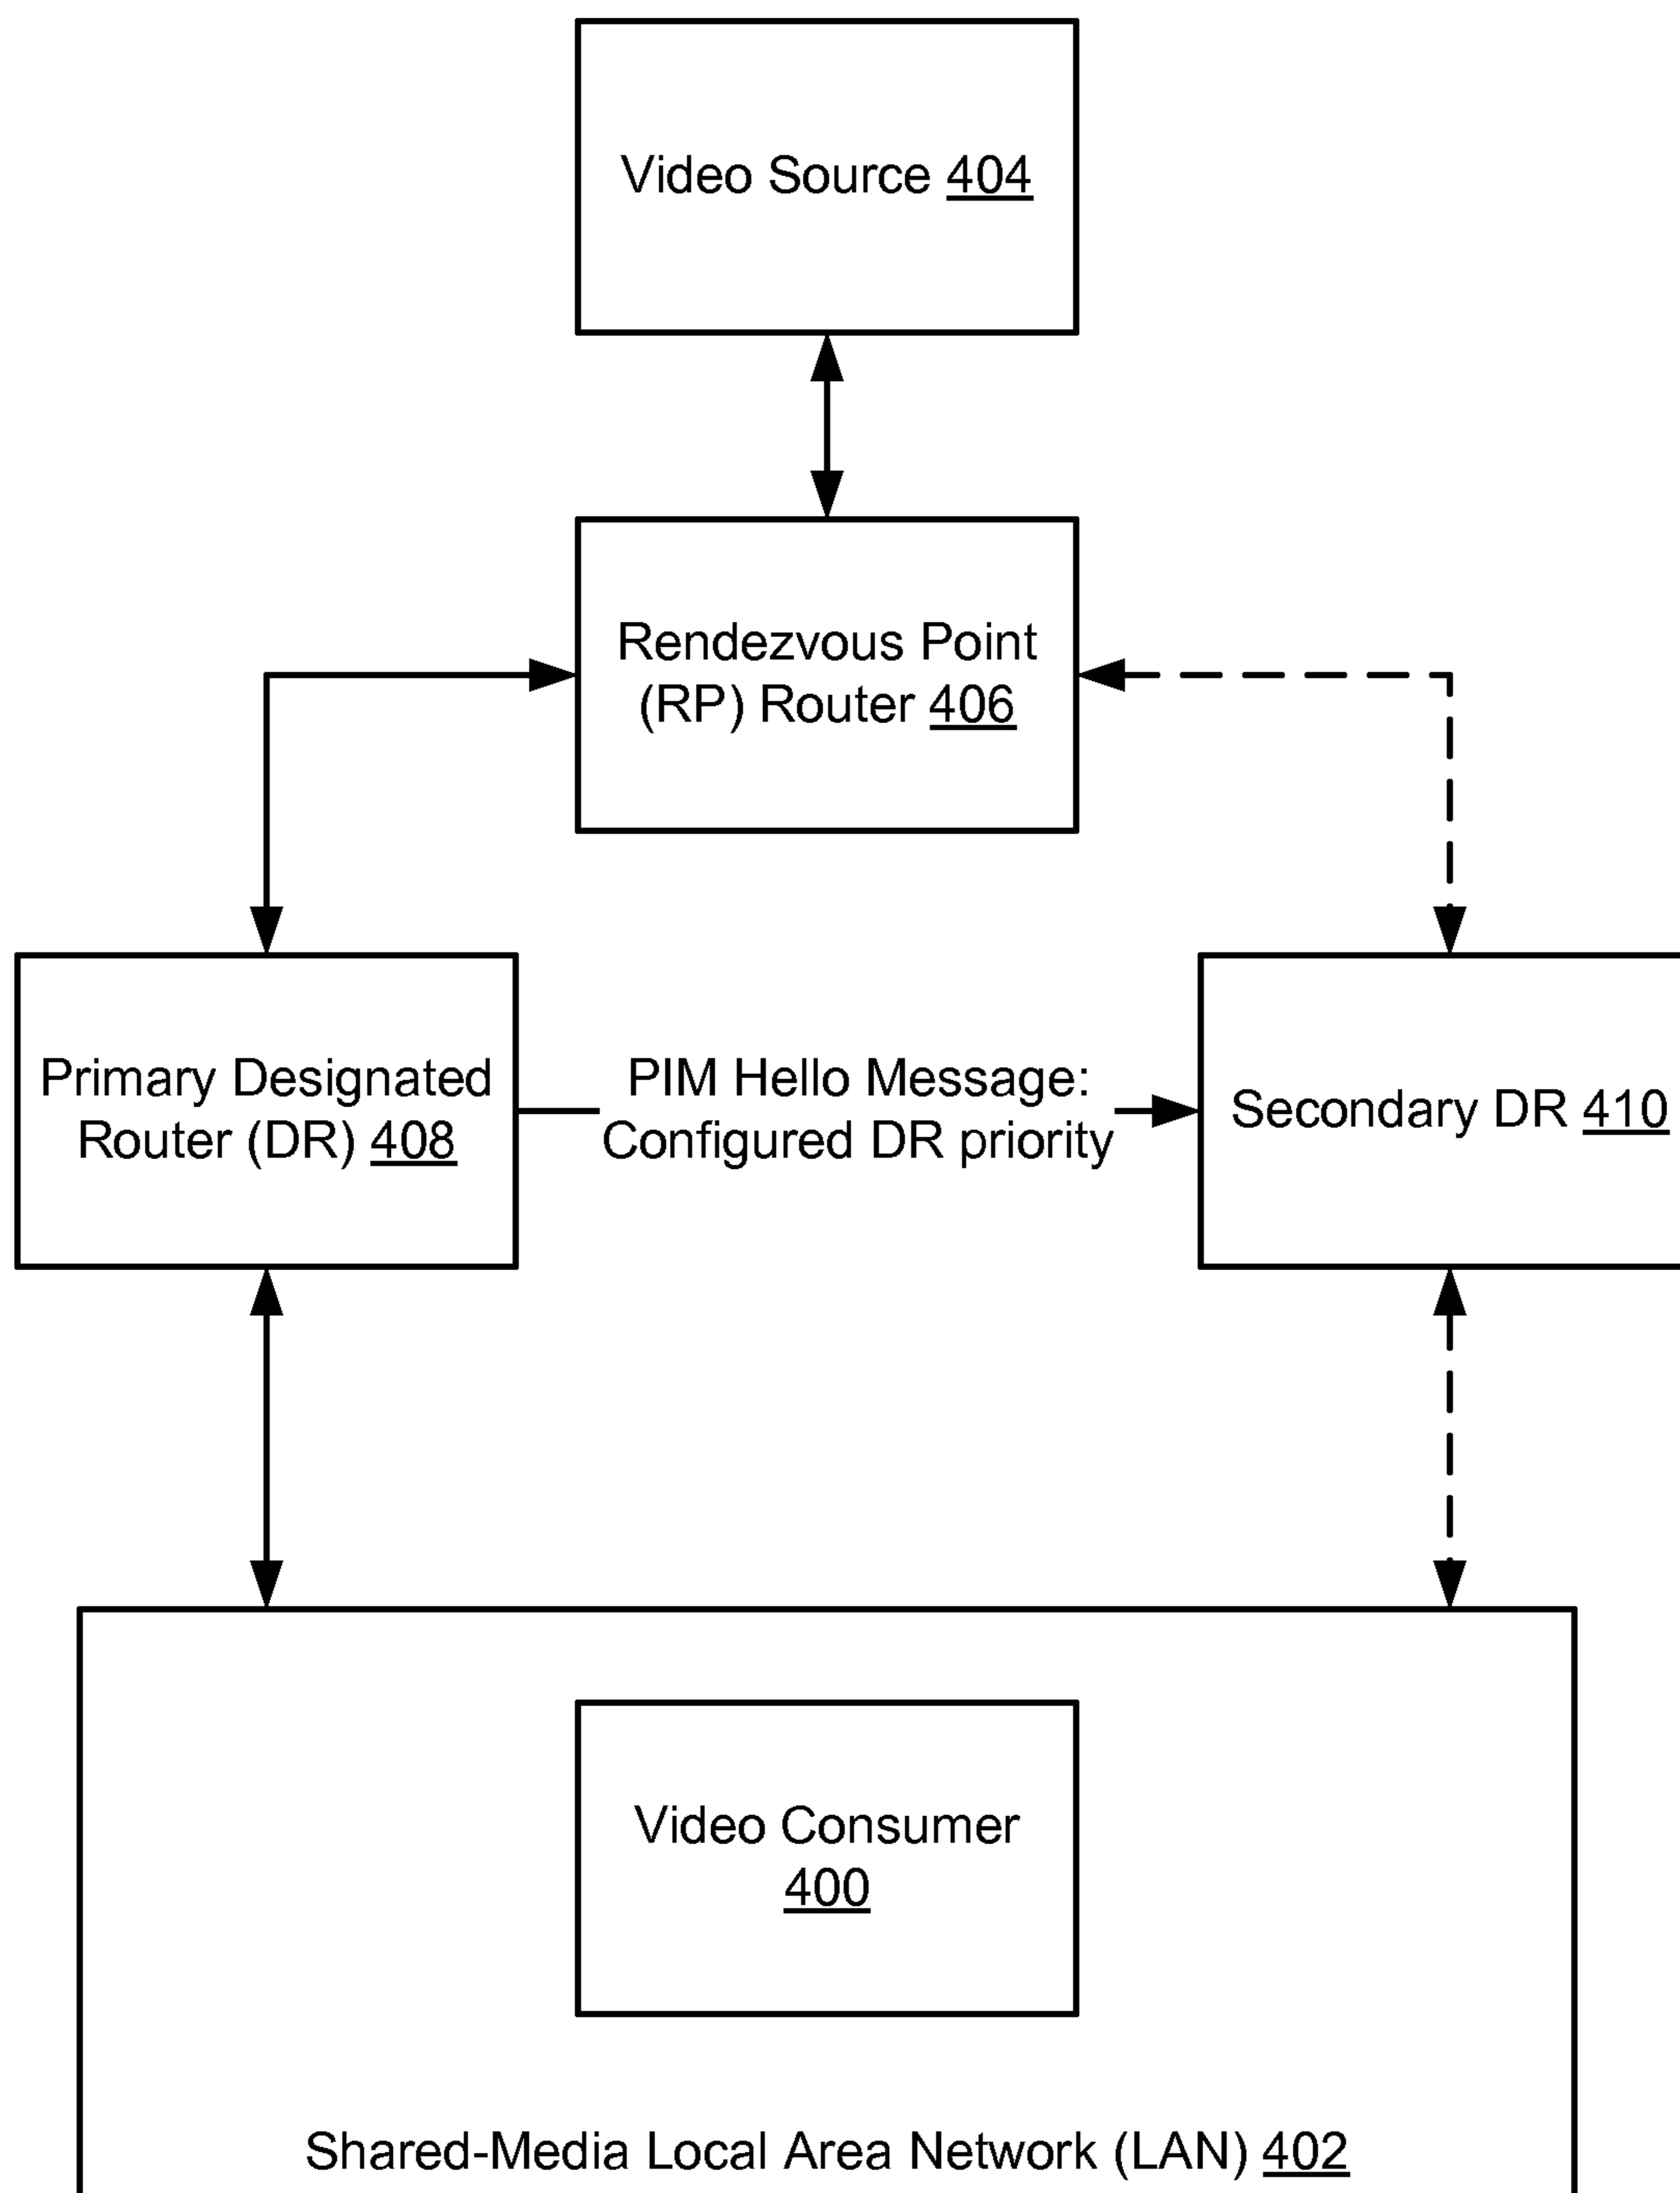 Video Source 404
Rendezvous Point
(RP) Router 406
Primary Designated
Router (DR) 408
PIM Hello Message:
Configured DR priority
Secondary DR 410
Video Consumer
400
Shared-Media Local Area Network (LAN) 402